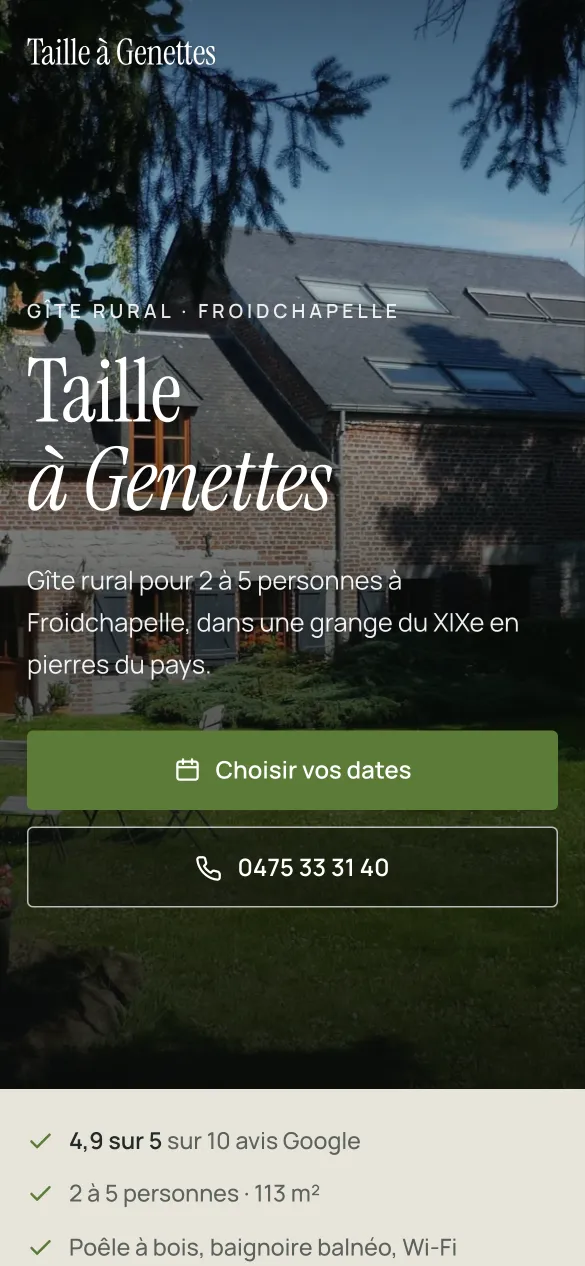 Taille à Genettes
GÎTE RURAL · FROIDCHAPELLE
Taille
à Genettes
Gîte rural pour 2 à 5 personnes à
Froidchapelle, dans une grange du XIXe en
pierres du pays.
Choisir vos dates
0475 33 31 40
4,9 sur 5 sur 10 avis Google
2 à 5 personnes · 113 m²
Poêle à bois, baignoire balnéo, Wi-Fi